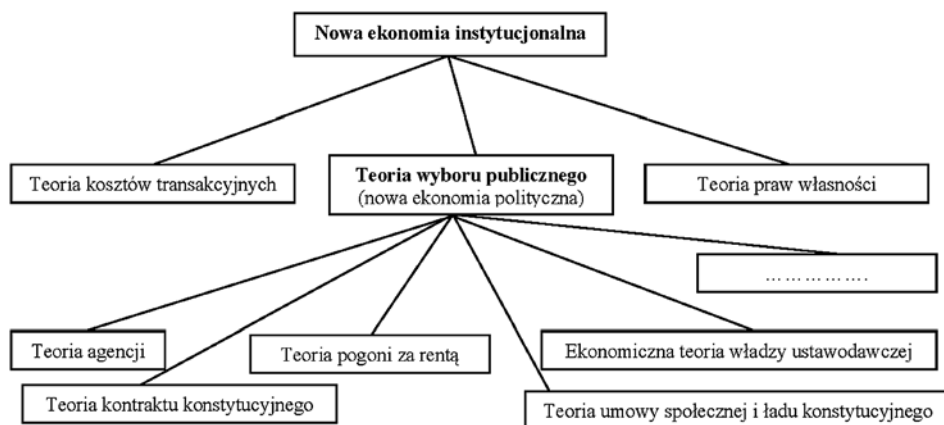 Nowa ekonomia instytucjonalna
Teoria kosztów transakcyjnych
Teoria wyboru publicznego
(nowa ekonomia polityczna)
Teoria praw własności
…………….
Teoria agencji
Teoria pogoni za rentą
Ekonomiczna teoria władzy ustawodawczej
Teoria kontraktu konstytucyjnego
Teoria umowy społecznej i ładu konstytucyjnego